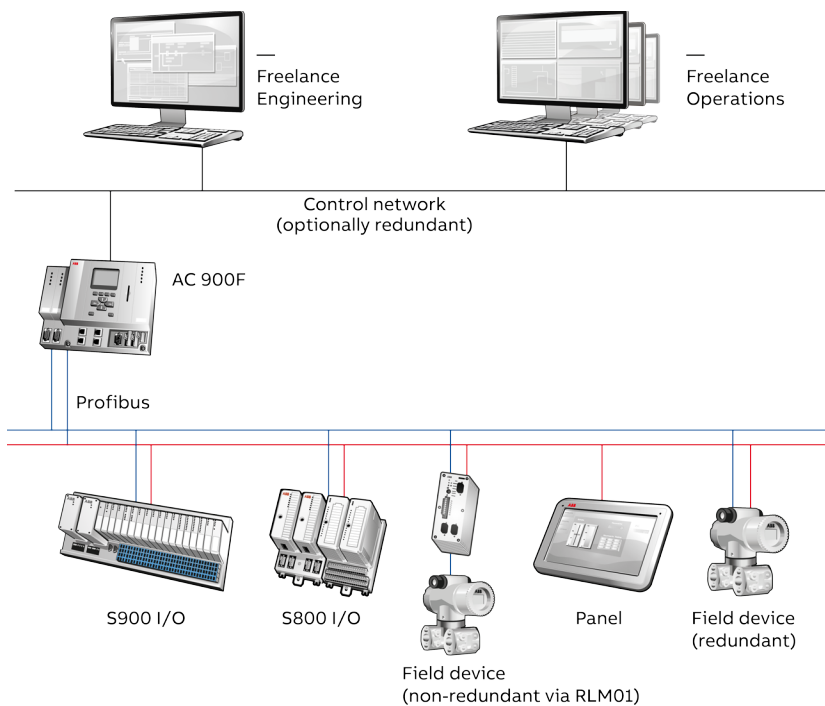 Freelance
Engineering
Freelance
Operations
Control network
(optionally redundant)
AC 900F
Profibus
S900 I/O
S800 I/O
Panel
Field device
(redundant)
Field device
(non-redundant via RLM01)